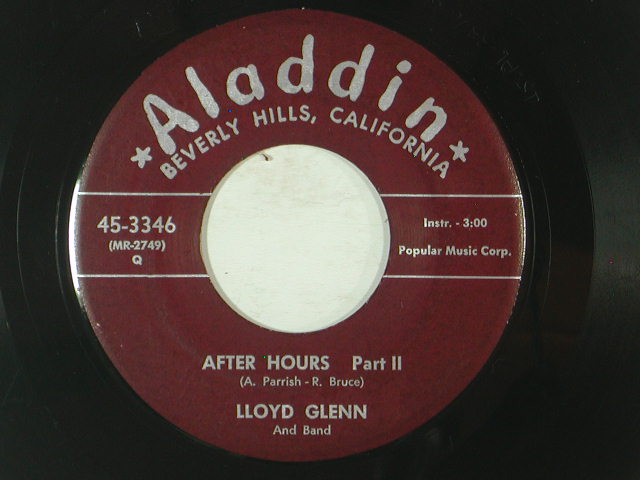 Aladdin
BEVERLY HILLS, CALIFORNIA
45-3346
(MR-2749)
Q
Instr. - 3:00
Popular Music Corp.
AFTER HOURS Part II
(A. Parrish - R. Bruce)
LLOYD GLENN
And Band